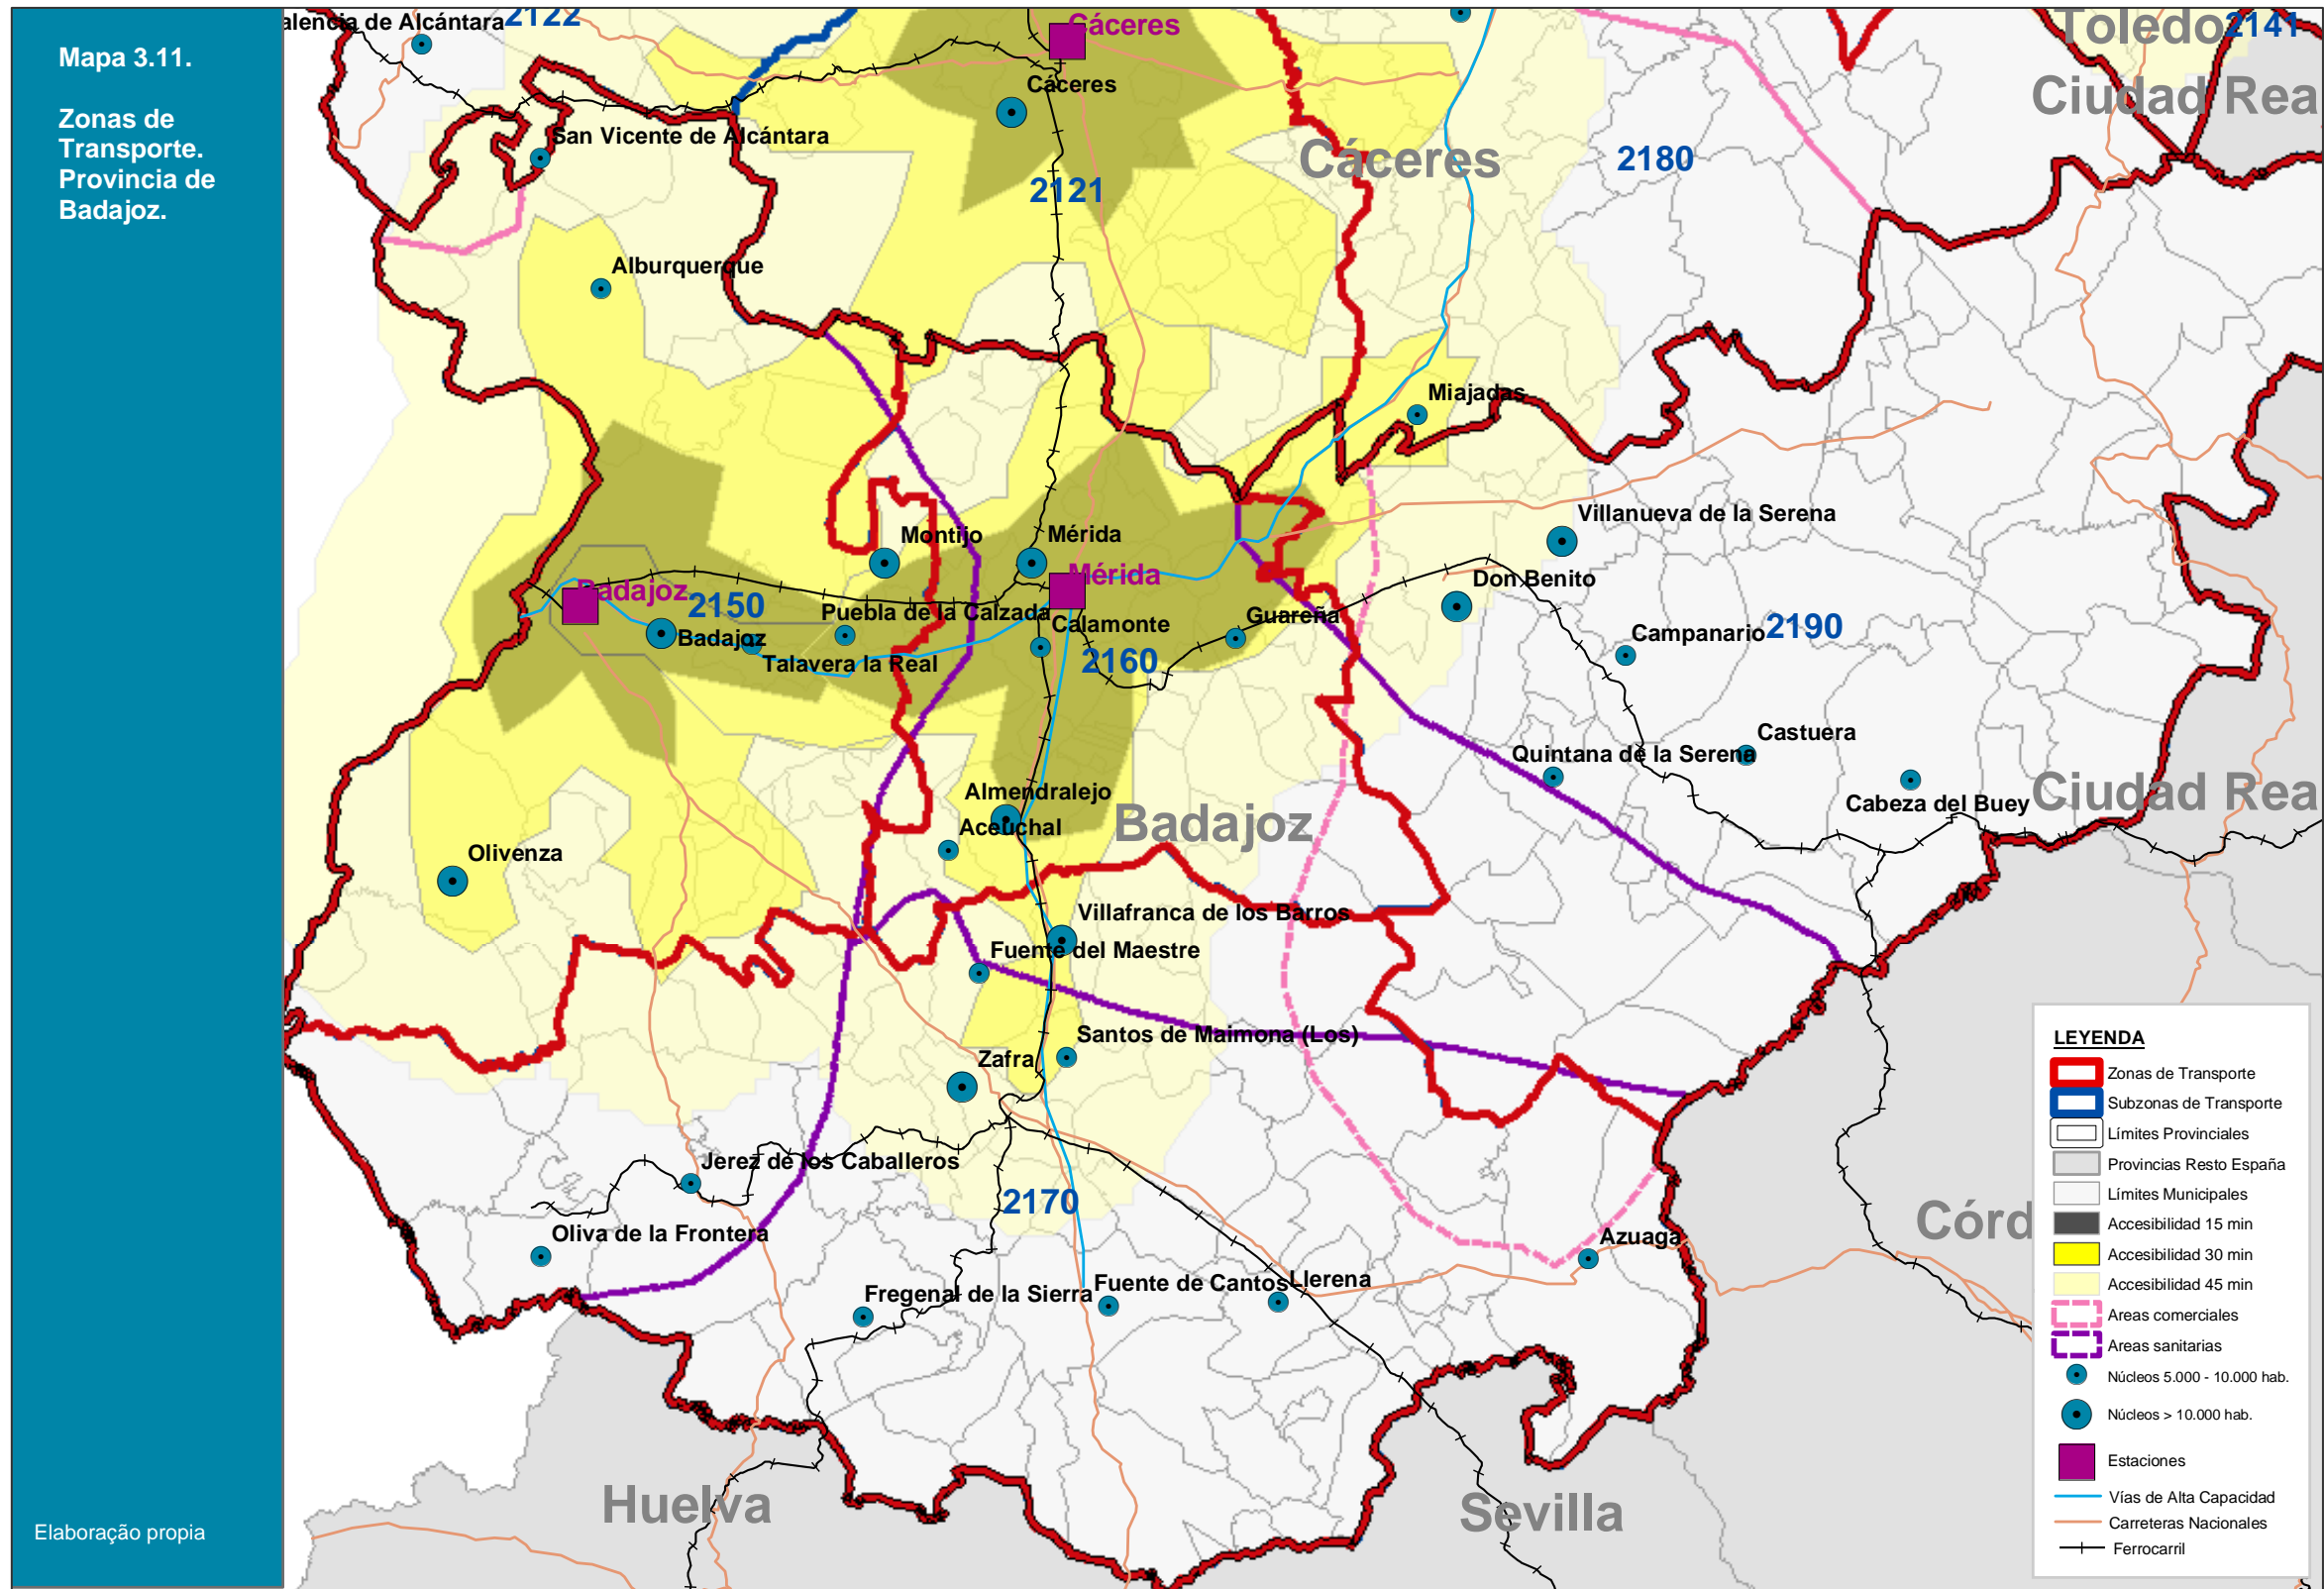 Mapa 3.11.
Zonas de
Transporte.
Provincia de
Badajoz.
Elaboração propia
alencia de Alcántara
2122
Cáceres
Toledo
2141
Ciudad Rea
Cáceres
San Vicente de Alcántara
Cáceres
2180
2121
Alburquerque
Miajadas
Villanueva de la Serena
Montijo
Mérida
Mérida
Don Benito
Badajoz
2150
Puebla de la Calzada
Calamonte
Guareña
Campanario
2190
Badajoz
Talavera la Real
2160
Castuera
Quintana de la Serena
Almendralejo
Cabeza del Buey
Ciudad Rea
Aceuchal
Badajoz
Olivenza
Villafranca de los Barros
Fuente del Maestre
Santos de Maimona (Los)
Zafra
Jerez de los Caballeros
2170
Córd
Oliva de la Frontera
Azuaga
Fregenal de la Sierra
Fuente de Cantos
Llerena
Huelva
Sevilla
LEYENDA
Zonas de Transporte
Subzonas de Transporte
Límites Provinciales
Provincias Resto España
Límites Municipales
Accesibilidad 15 min
Accesibilidad 30 min
Accesibilidad 45 min
Areas comerciales
Areas sanitarias
Núcleos 5.000 - 10.000 hab.
Núcleos > 10.000 hab.
Estaciones
Vías de Alta Capacidad
Carreteras Nacionales
Ferrocarril